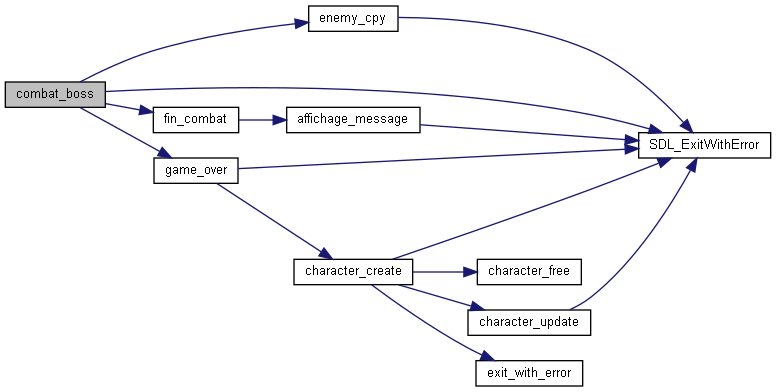 enemy_cpy
combat_boss
fin_combat
affichage_message
SDL_ExitWithError
game_over
character_create
character_free
character_update
exit_with_error